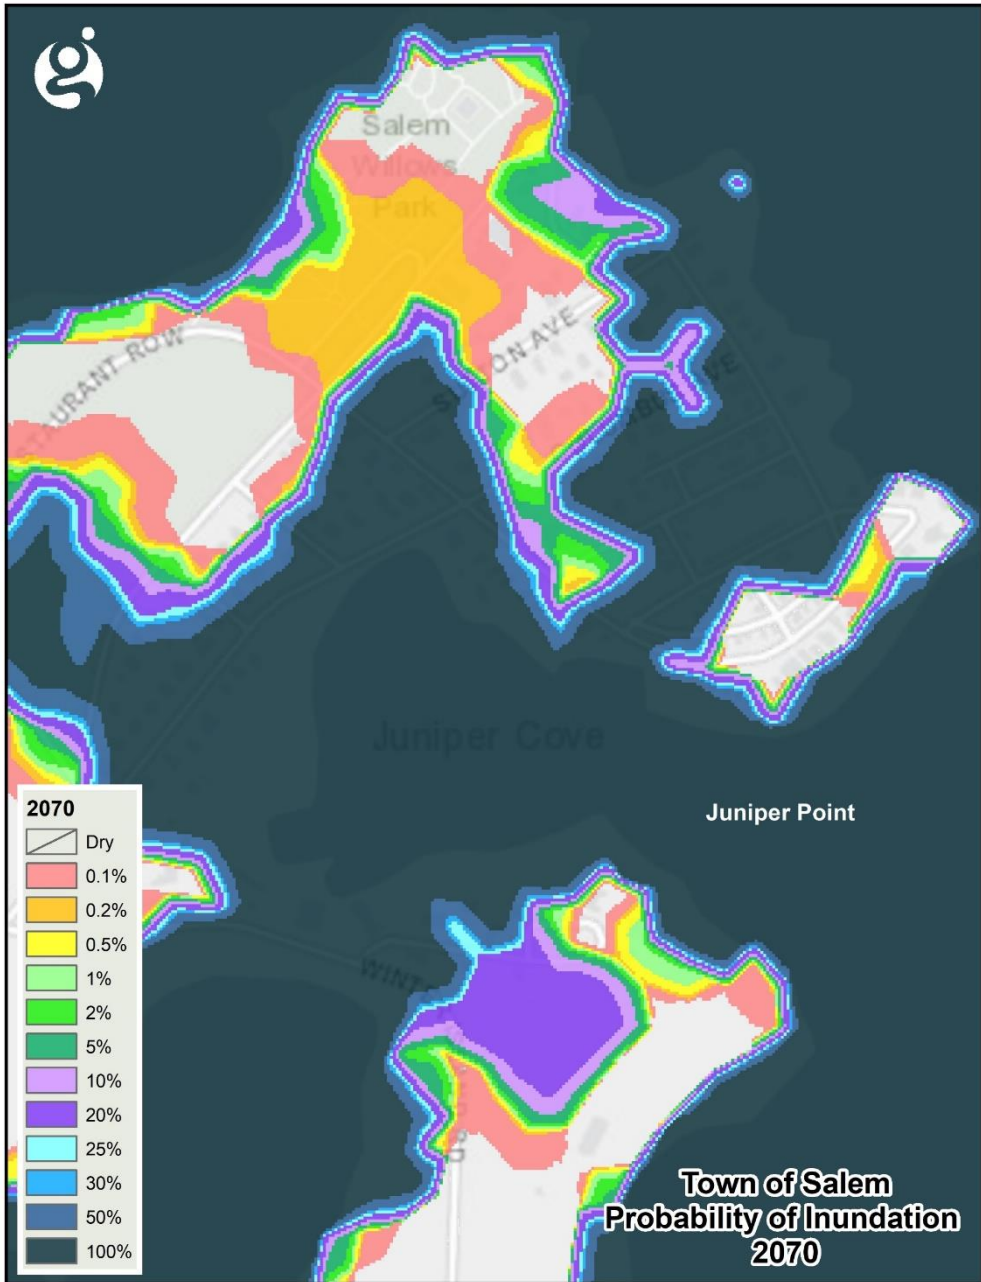 Salem
Willows
Park
STAURANT ROW
ON AVE
Juniper Cove
Juniper Point
2070
Dry
0.1%
0.2%
0.5%
1%
2%
5%
10%
20%
25%
30%
50%
100%
Town of Salem
Probability of Inundation
2070